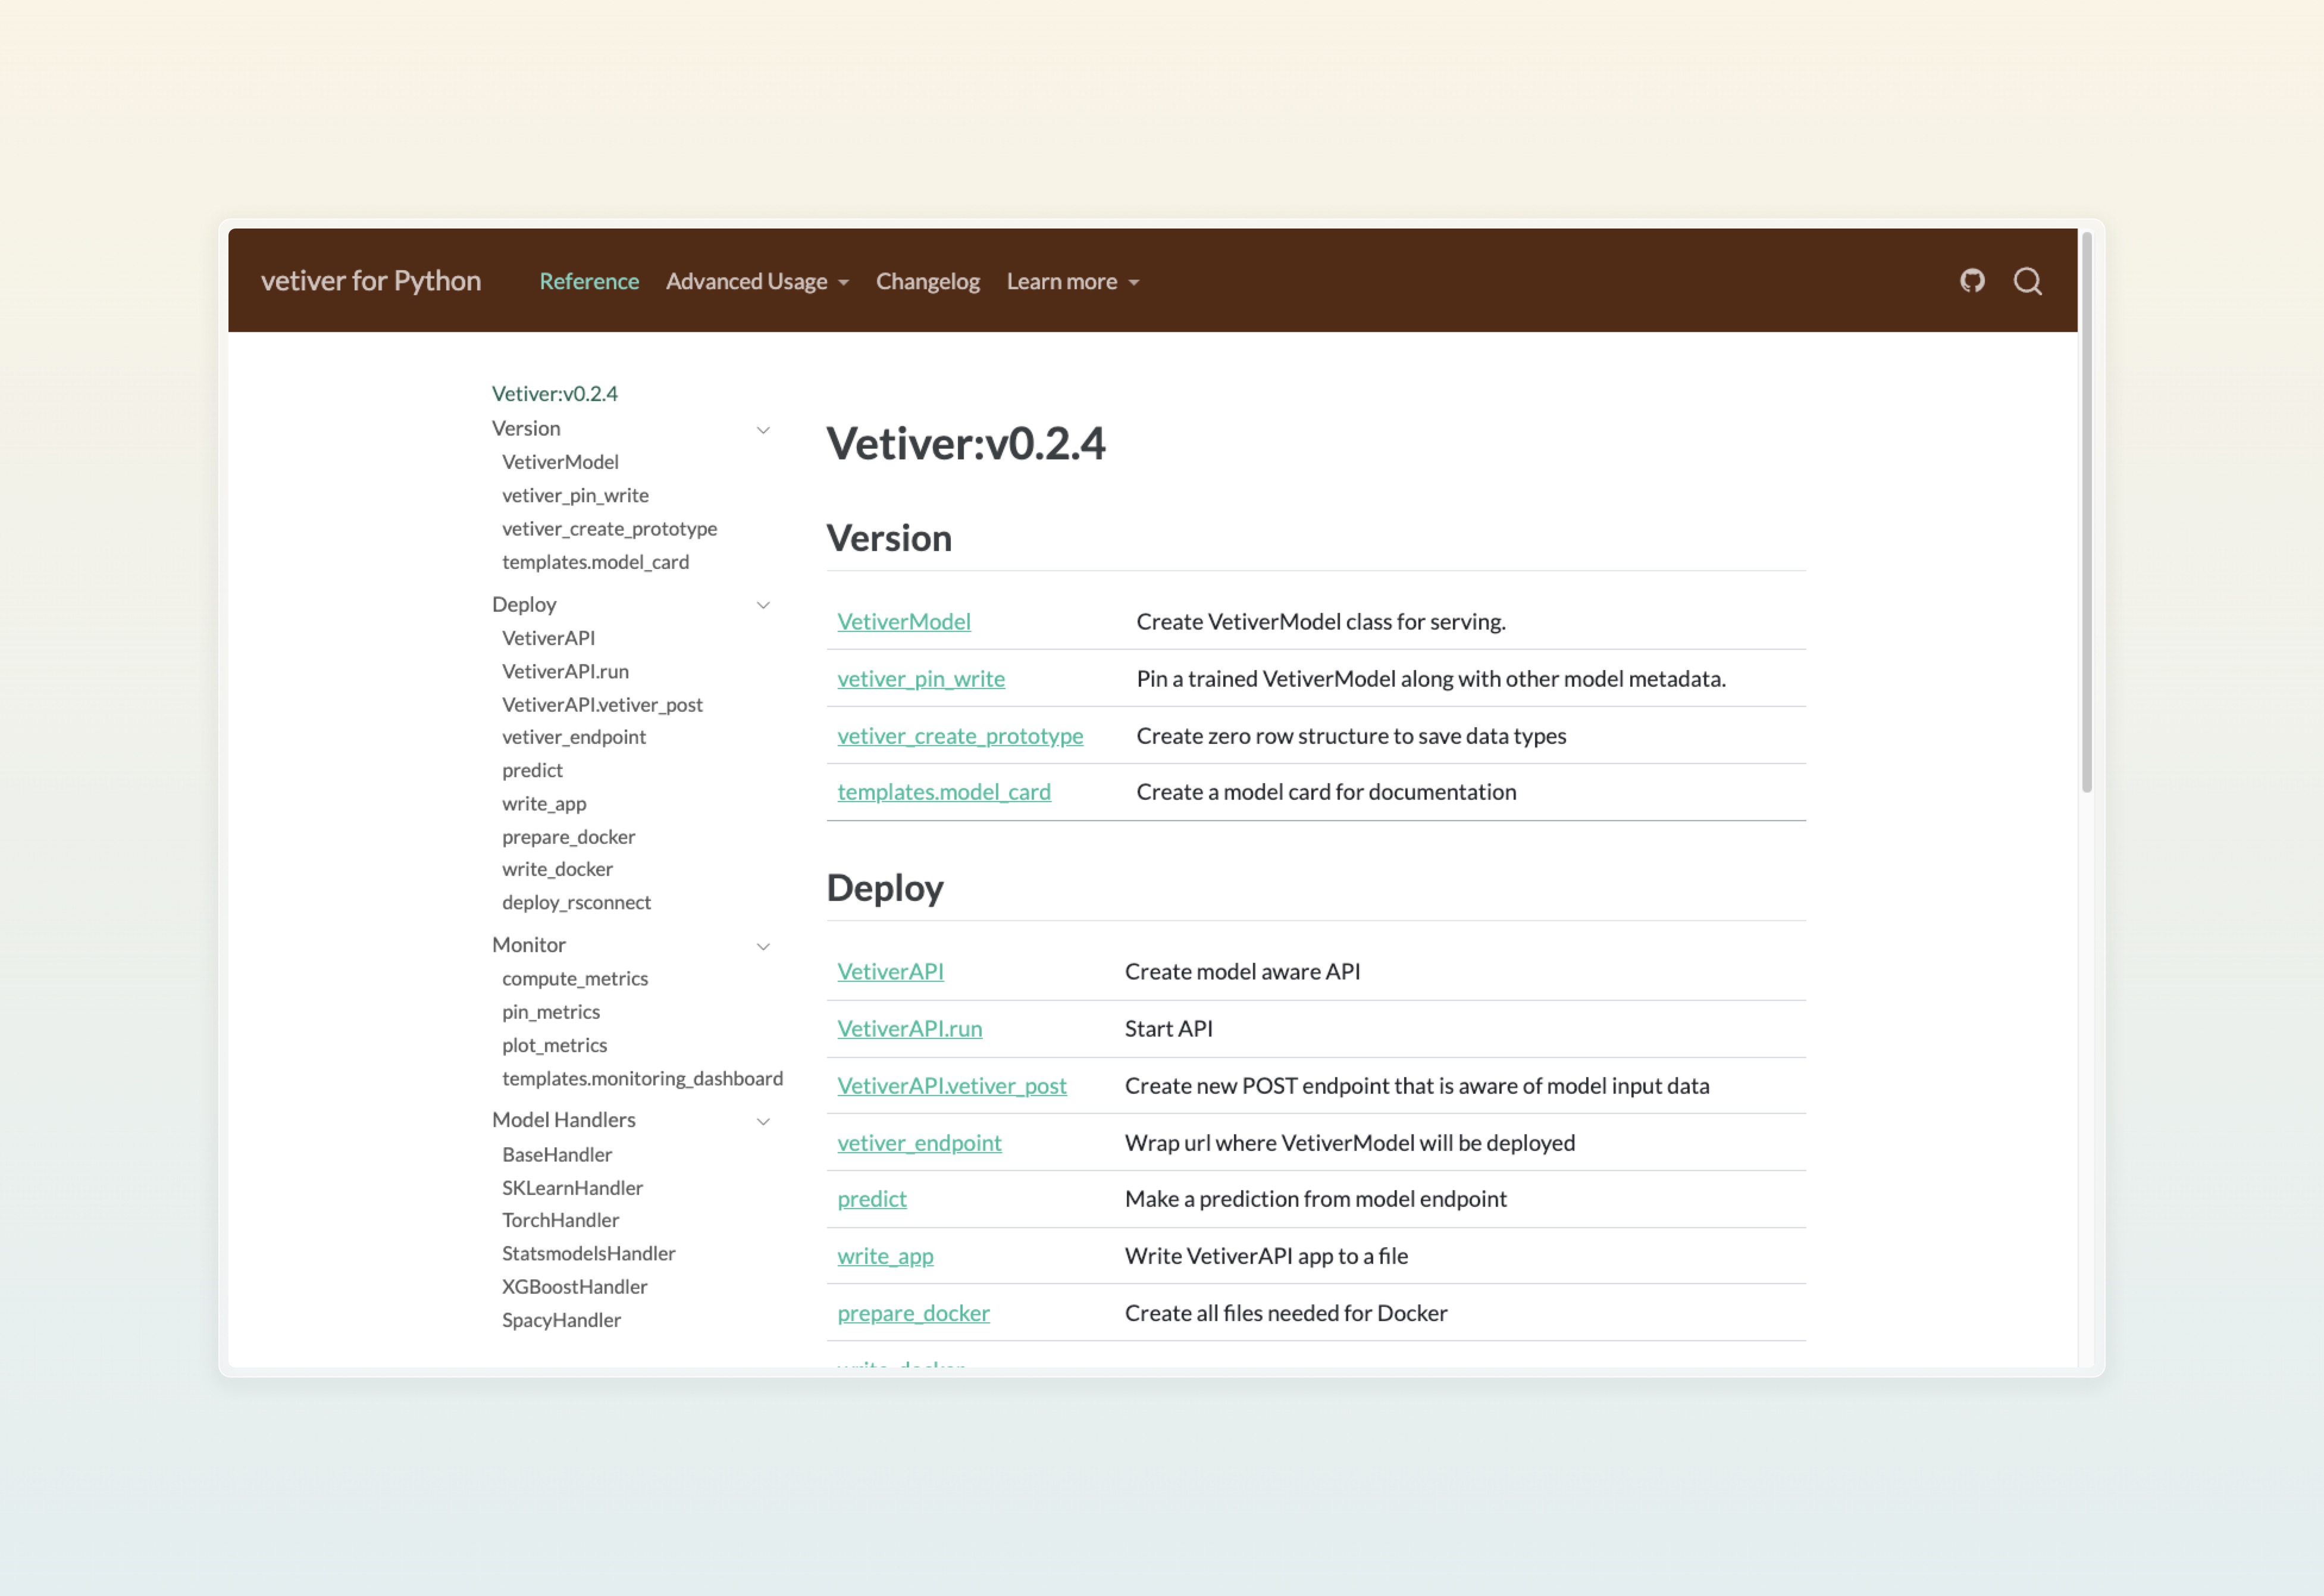 vetiver for Python Reference Advanced Usage Changelog Learn more
Vetiver:v0.2.4
Version
VetiverModel
vetiver_pin_write
vetiver_create_prototype
templates.model_card
Deploy
VetiverAPI
VetiverAPI.run
VetiverAPI.vetiver_post
vetiver_endpoint
predict
write_app
prepare_docker
write_docker
deploy_rsconnect
Monitor
compute_metrics
pin_metrics
plot_metrics
templates.monitoring_dashboard
Model Handlers
BaseHandler
SKLearnHandler
TorchHandler
StatsmodelsHandler
XGBoostHandler
SpacyHandler
Vetiver:v0.2.4
Version
VetiverModel Create VetiverModel class for serving.
vetiver_pin_write Pin a trained VetiverModel along with other model metadata.
vetiver_create_prototype Create zero row structure to save data types
templates.model_card Create a model card for documentation
Deploy
VetiverAPI Create model aware API
VetiverAPI.run Start API
VetiverAPI.vetiver_post Create new POST endpoint that is aware of model input data
vetiver_endpoint Wrap url where VetiverModel will be deployed
predict Make a prediction from model endpoint
write_app Write VetiverAPI app to a file
prepare_docker Create all files needed for Docker